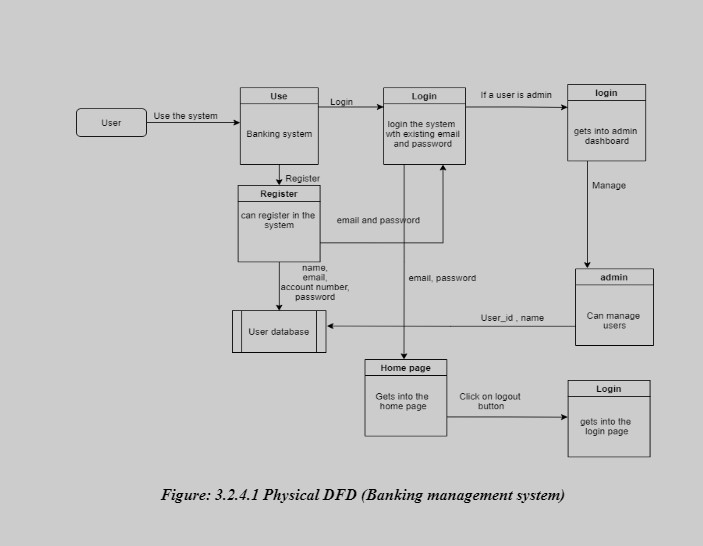 User
Use the system
Use
Banking system
Login
Login
login the system
wth existing email
and password
If a user is admin
login
gets into admin
dashboard
Register
Manage
Register
can register in the
system
email and password
name,
email,
account number,
password
email, password
admin
Can manage
users
User_id , name
User database
Home page
Gets into the
home page
Click on logout
button
Login
gets into the
login page
Figure: 3.2.4.1 Physical DFD (Banking management system)